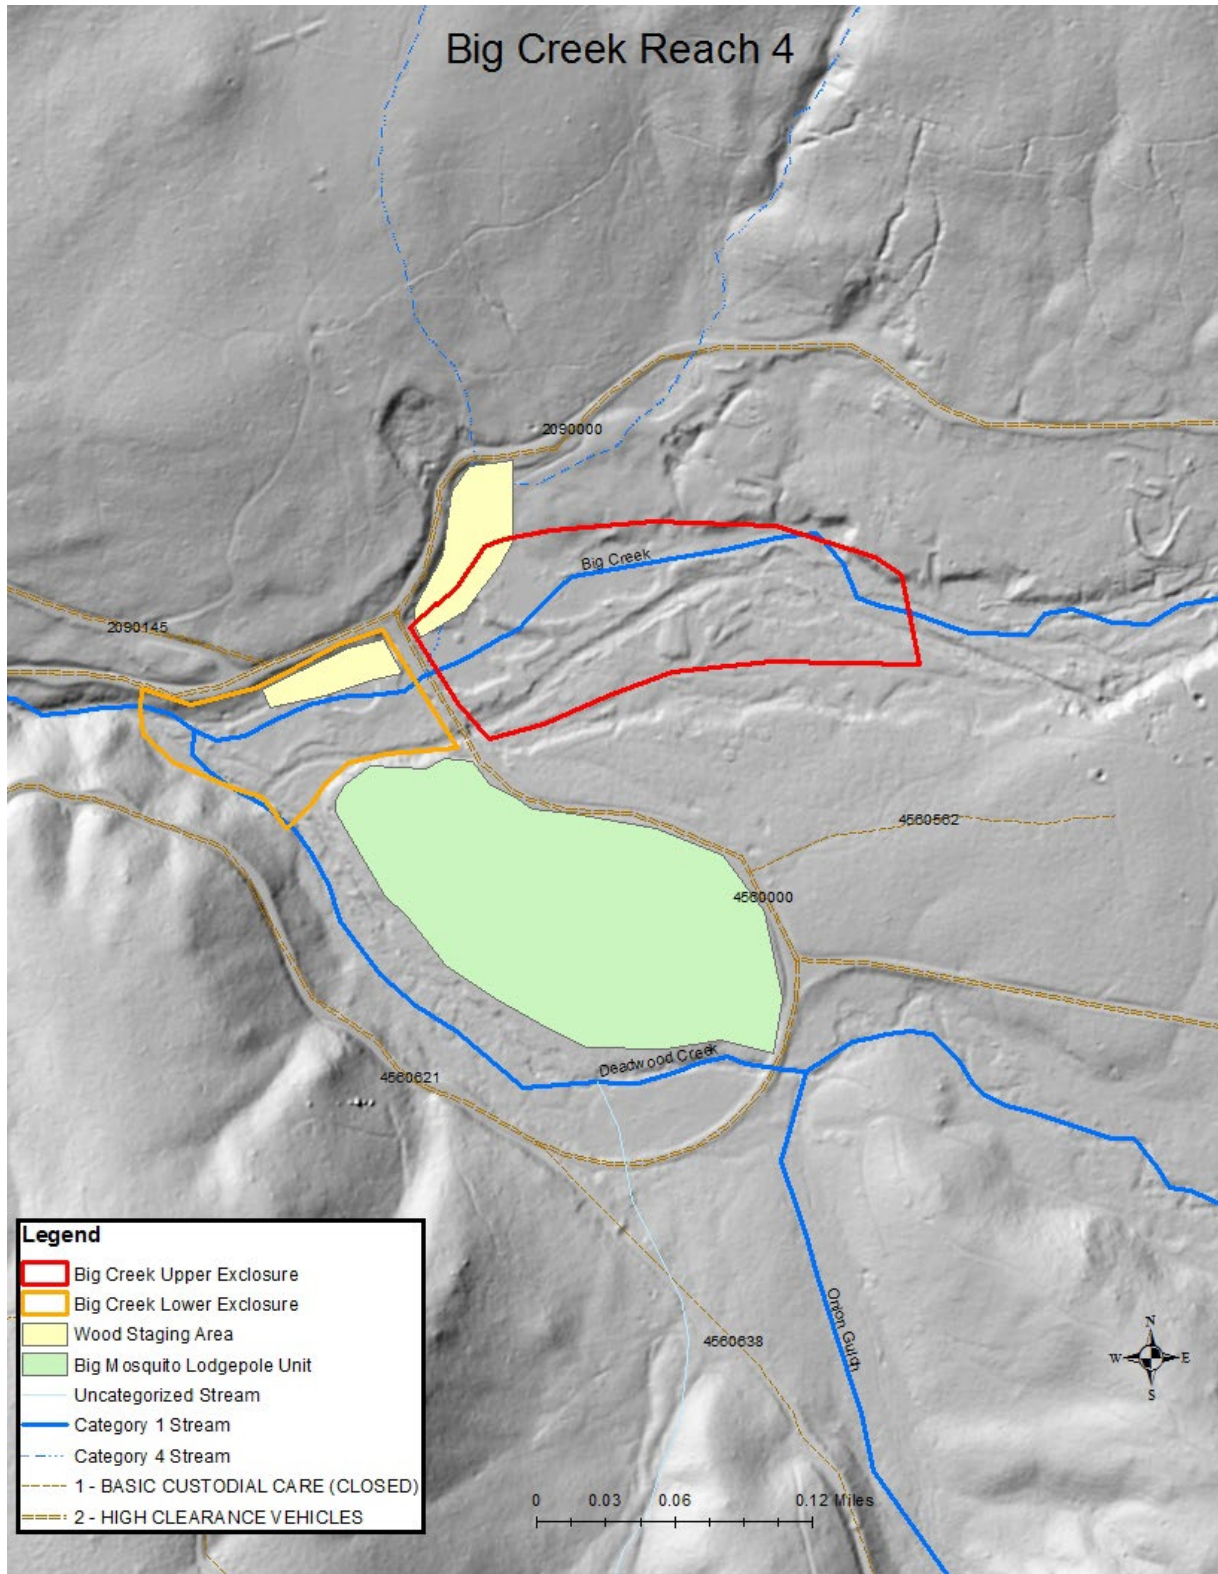 Big Creek Reach 4
2090000
Big Creek
2090145
4560562
4560000
Deadwood Creek
4560621
Onion Gulch
4560638
Legend
Big Creek Upper Exclosure
Big Creek Lower Exclosure
Wood Staging Area
Big Mosquito Lodgepole Unit
Uncategorized Stream
Category 1 Stream
Category 4 Stream
1 - BASIC CUSTODIAL CARE (CLOSED)
2 - HIGH CLEARANCE VEHICLES
N
W E
S
0 0.03 0.06 0.12 Miles